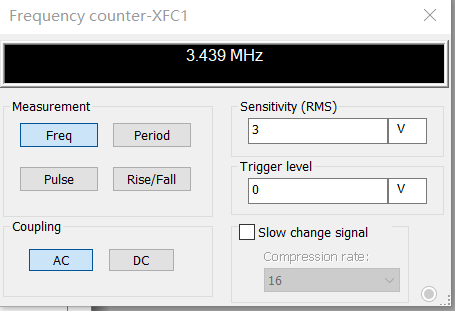 Frequency counter-XFC1
3.439 MHz
Measurement
Freq
Period
Pulse
Rise/Fall
Coupling
AC
DC
Sensitivity (RMS)
3
V
Trigger level
0
V
Slow change signal
Compression rate:
16